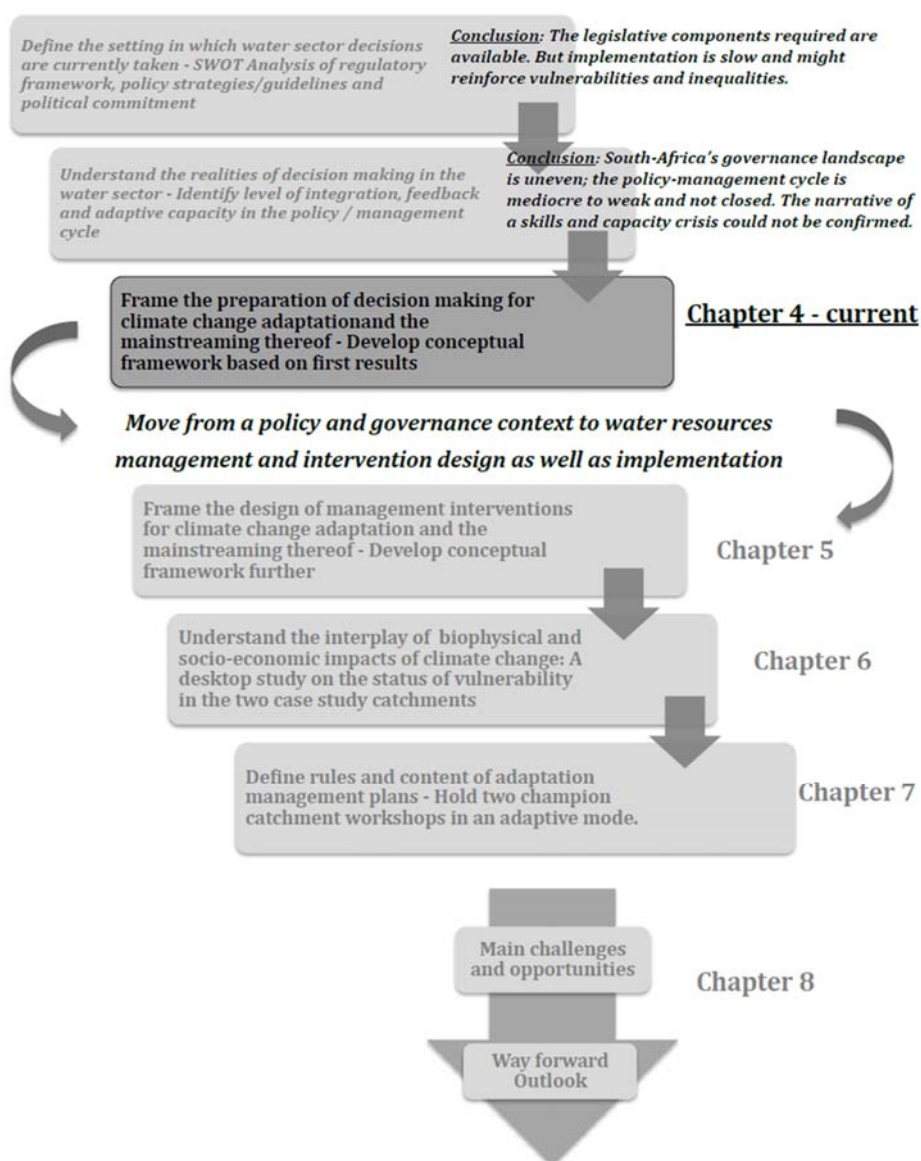 Define the setting in which water sector decisions
are currently taken - SWOT Analysis of regulatory
framework, policy strategies/guidelines and
political commitment
Conclusion: The legislative components required are
available. But implementation is slow and might
reinforce vulnerabilities and inequalities.
Understand the realities of decision making in the
water sector - Identify level of integration, feedback
and adaptive capacity in the policy / management
cycle
Conclusion: South-Africa's governance landscape
is uneven; the policy-management cycle is
mediocre to weak and not closed. The narrative of
a skills and capacity crisis could not be confirmed.
Frame the preparation of decision making for
climate change adaptationand the
mainstreaming thereof - Develop conceptual
framework based on first results
Chapter 4 - current
Move from a policy and governance context to water resources
management and intervention design as well as implementation
Frame the design of management interventions
for climate change adaptation and the
mainstreaming thereof - Develop conceptual
framework further
Chapter 5
Understand the interplay of biophysical and
socio-economic impacts of climate change: A
desktop study on the status of vulnerability
in the two case study catchments
Chapter 6
Define rules and content of adaptation
management plans - Hold two champion
catchment workshops in an adaptive mode.
Chapter 7
Main challenges
and opportunities
Chapter 8
Way forward
Outlook